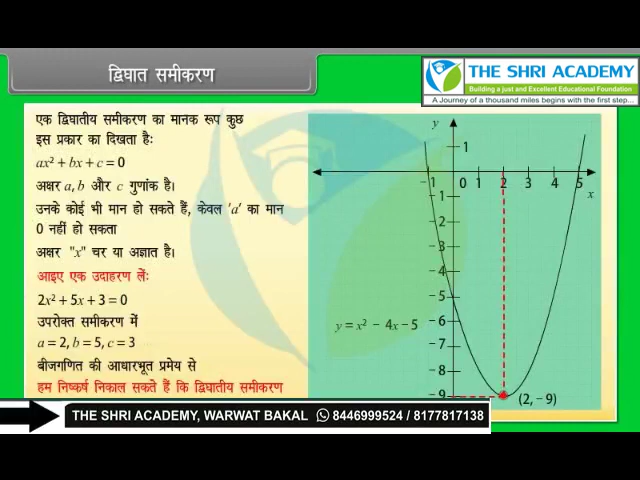 द्विघात समीकरण
THE SHRI ACADEMY
Building a just and Excellent Educational Foundation
A Journey of a thousand miles begins with the first step...
एक द्विघातीय समीकरण का मानक रूप कुछ
इस प्रकार का दिखता है:
ax² + bx + c = 0
अक्षर a, b और c गुणांक है।
उनके कोई भी मान हो सकते हैं, केवल 'a' का मान
0 नहीं हो सकता
अक्षर "x" चर या अज्ञात है।
आइए एक उदाहरण लें:
2x² + 5x + 3 = 0
उपरोक्त समीकरण में
a = 2, b = 5, c = 3
बीजगणित की आधारभूत प्रमेय से
हम निष्कर्ष निकाल सकते हैं कि द्विघातीय समीकरण
y
1
-1 0 1 2 3 4 5
x
-1
-2
-3
-4
-5
-6
-7
-8
-9
y = x² - 4x - 5
(2, -9)
THE SHRI ACADEMY, WARWAT BAKAL 8446999524 / 8177817138